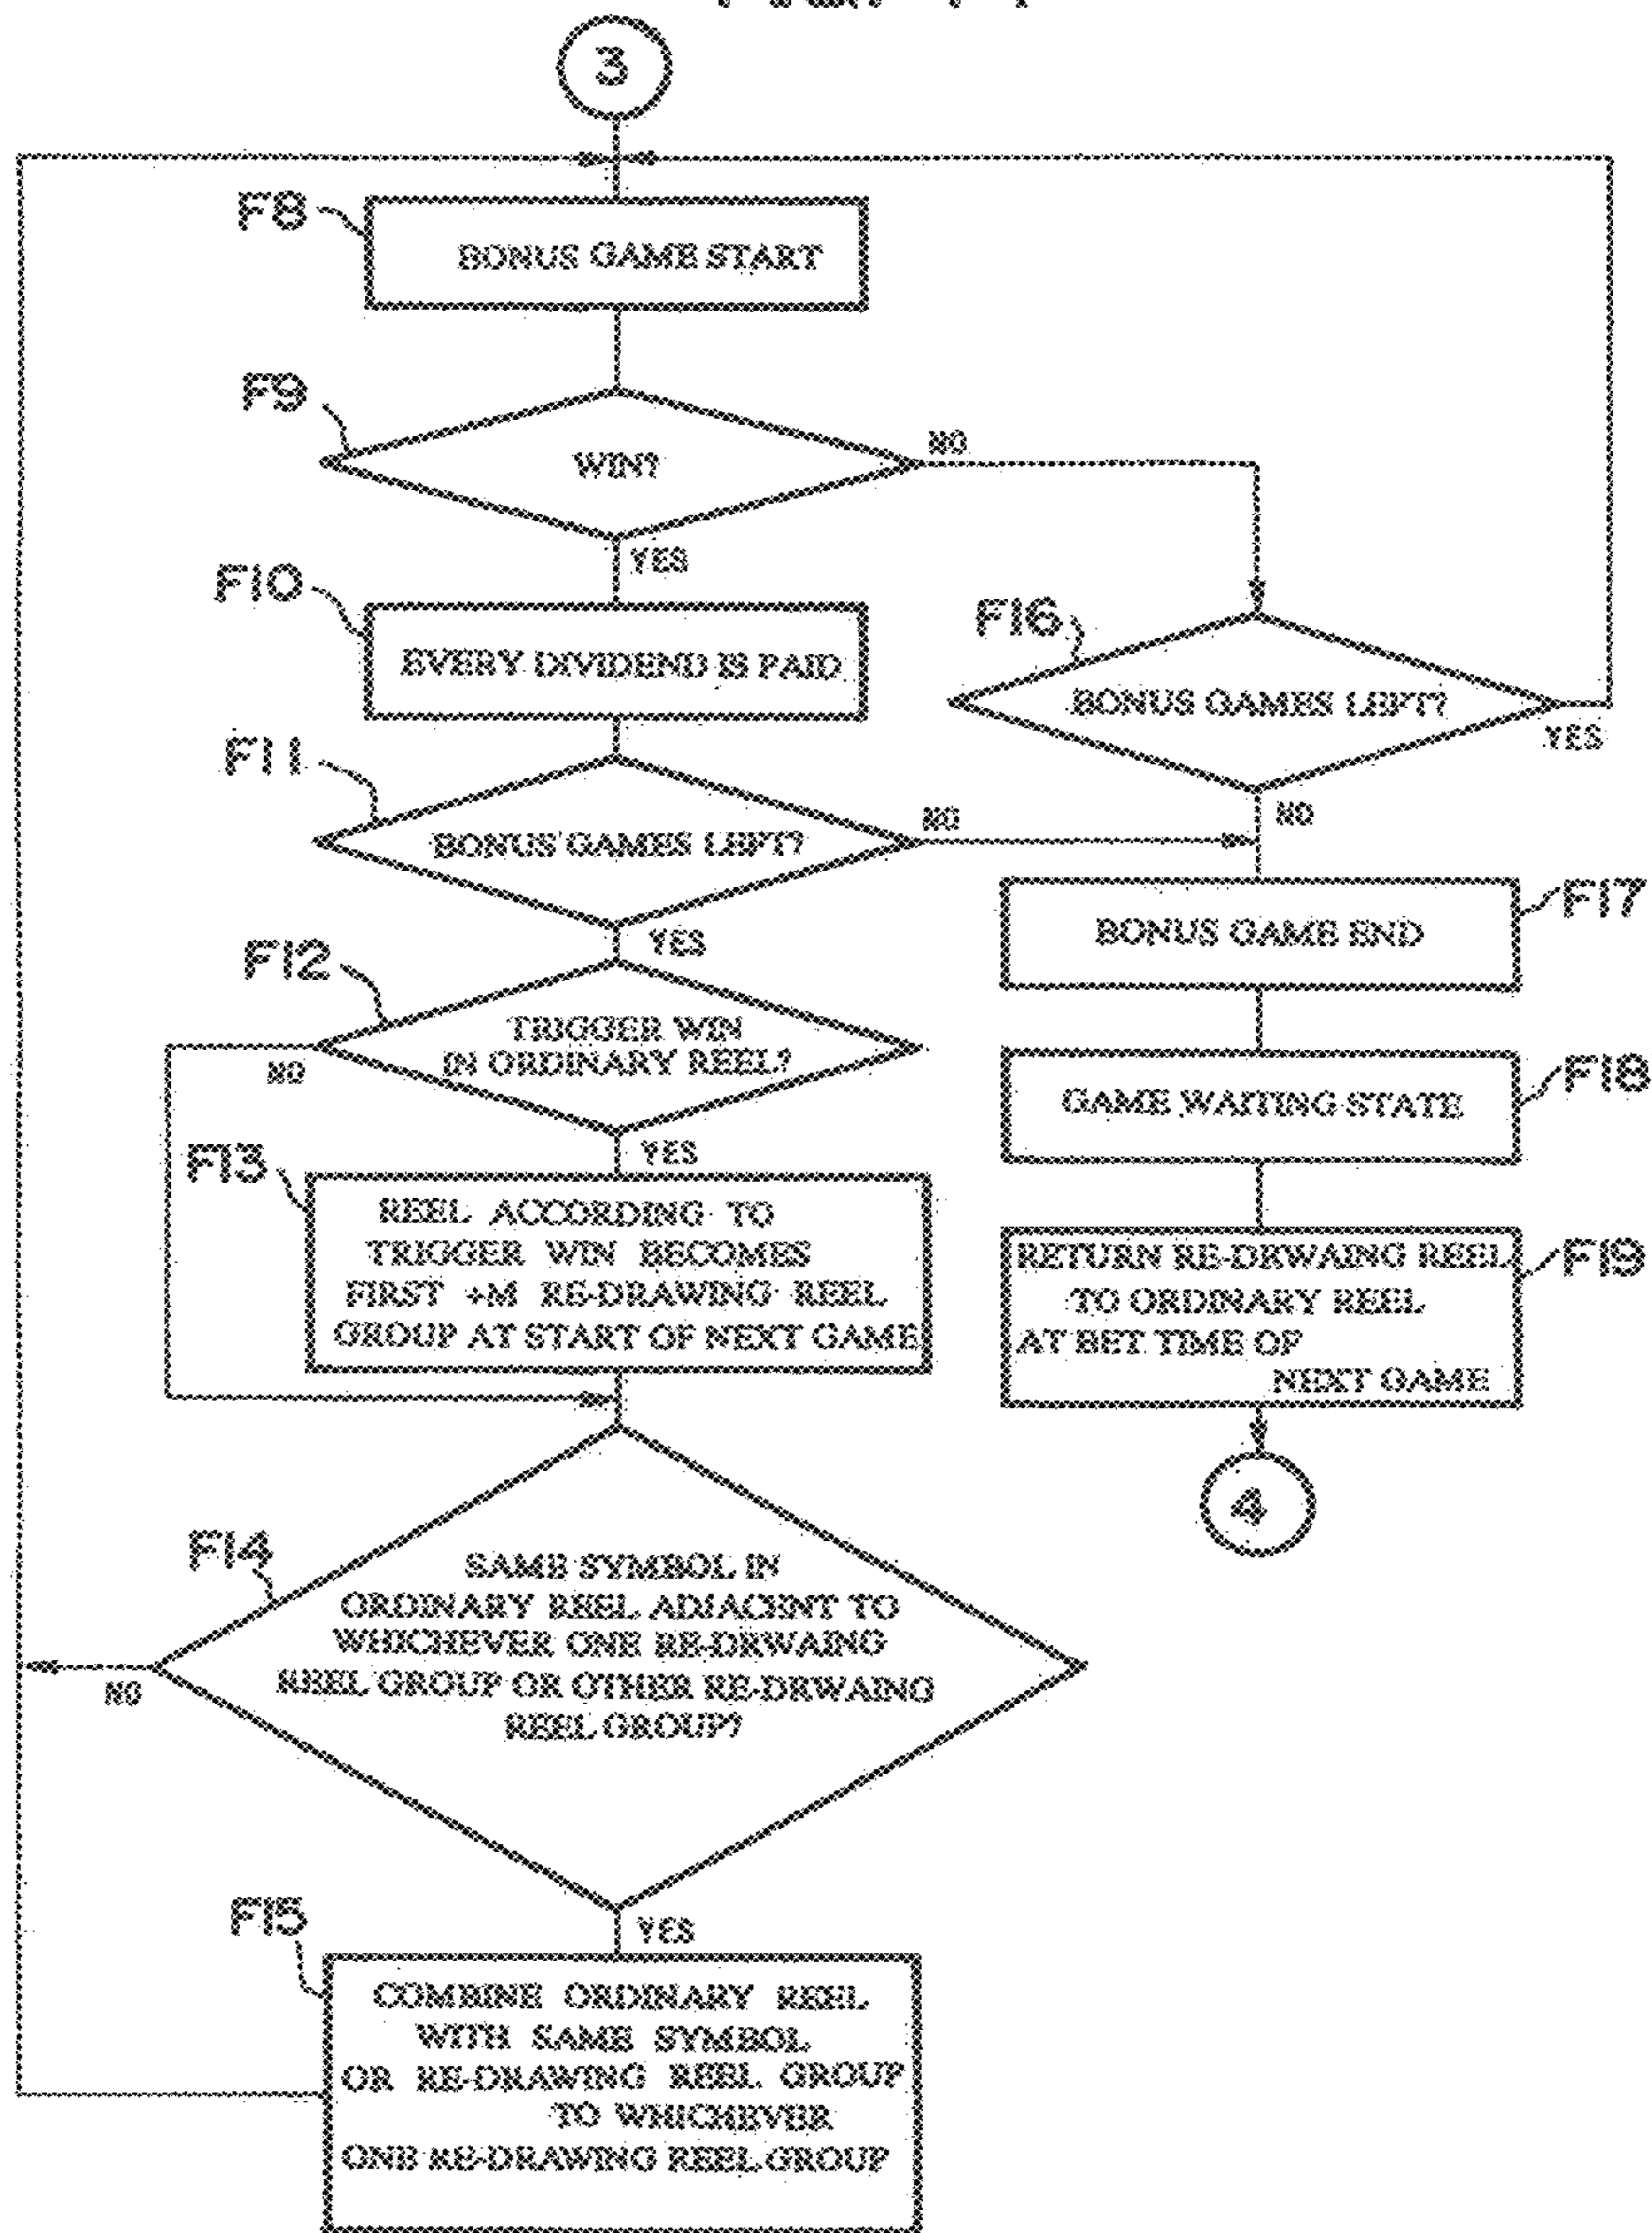 3
F8
BONUS GAME START
F9
WIN?
NO
YES
F10
EVERY DIVIDEND IS PAID
F16
BONUS GAMES LEFT?
YES
NO
F11
BONUS GAMES LEFT?
NO
YES
F17
BONUS GAME END
F12
TRIGGER WIN
IN ORDINARY REEL?
NO
YES
F18
GAME WAITING STATE
F13
REEL ACCORDING TO
TRIGGER WIN BECOMES
FIRST +M RE-DRAWING REEL
GROUP AT START OF NEXT GAME
F19
RETURN RE-DRWAING REEL
TO ORDINARY REEL
AT BET TIME OF
NEXT GAME
4
F14
SAME SYMBOL IN
ORDINARY REEL ADJACENT TO
WHICHEVER ONE RE-DRWAING
REEL GROUP OR OTHER RE-DRWAING
REEL GROUP?
NO
YES
F15
COMBINE ORDINARY REEL
WITH SAME SYMBOL
OR RE-DRAWING REEL GROUP
TO WHICHEVER
ONE RE-DRAWING REEL GROUP